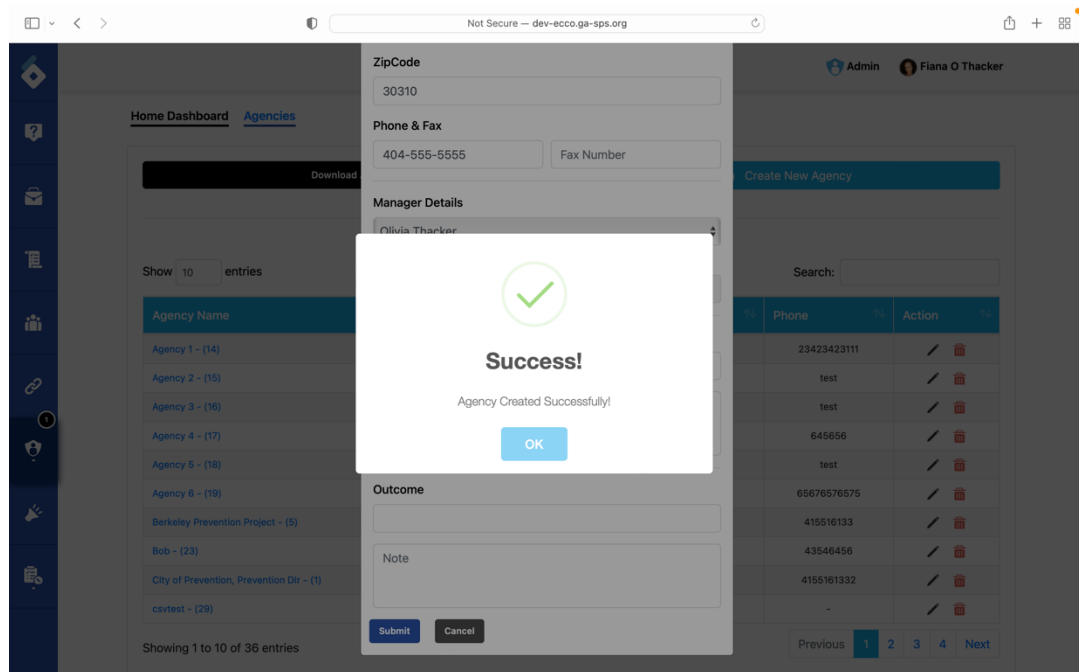 Not Secure — dev-ecco.ga-sps.org
Admin
Fiana O Thacker
Home Dashboard
Agencies
ZipCode
30310
Phone & Fax
404-555-5555
Fax Number
Download
Create New Agency
Manager Details
Olivia Thacker
Show 10 entries
Search:
Agency Name
Phone
Action
Agency 1 - (14)
23423423111
Agency 2 - (15)
test
Agency 3 - (16)
test
Agency 4 - (17)
645656
Agency 5 - (18)
test
Agency 6 - (19)
65676576575
Berkeley Prevention Project - (5)
415516133
Bob - (23)
43546456
City of Prevention, Prevention Dir - (1)
4155161332
csvtest - (29)
-
Success!
Agency Created Successfully!
OK
1
Outcome
Note
Submit
Cancel
Showing 1 to 10 of 36 entries
Previous 1 2 3 4 Next